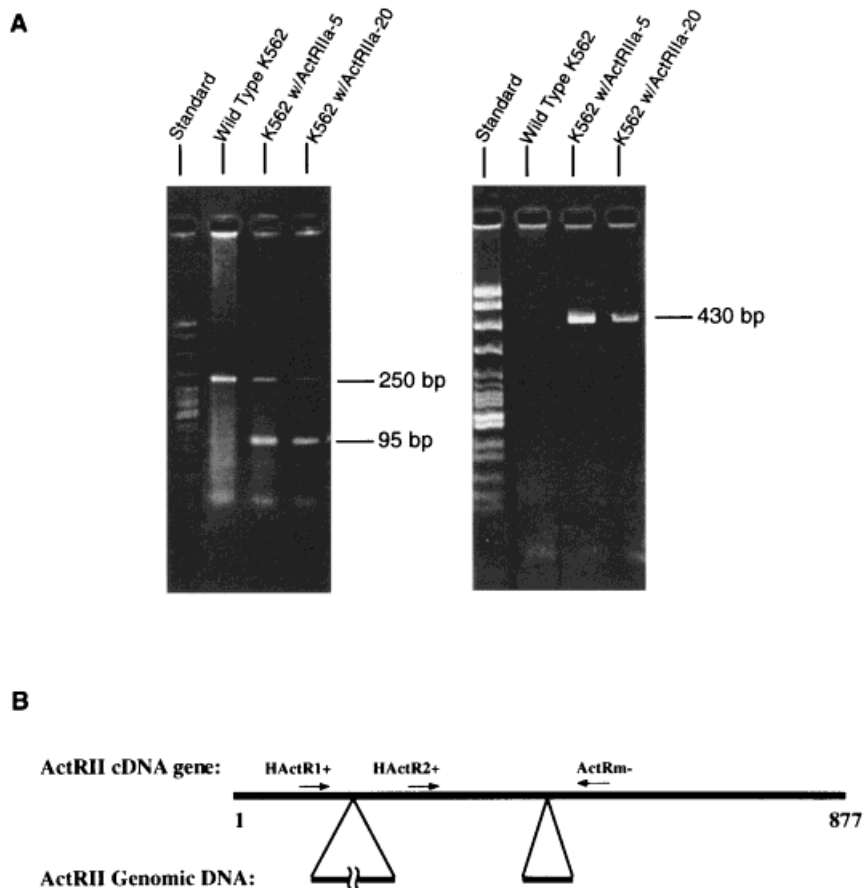 A
Standard
Wild Type K562
K562 w/ActRIIa-5
K562 w/ActRIIa-20
250 bp
95 bp
Standard
Wild Type K562
K562 w/ActRIIa-5
K562 w/ActRIIa-20
430 bp
B
ActRII cDNA gene:
HActR1+ HActR2+ ActRm-
1 877
ActRII Genomic DNA: